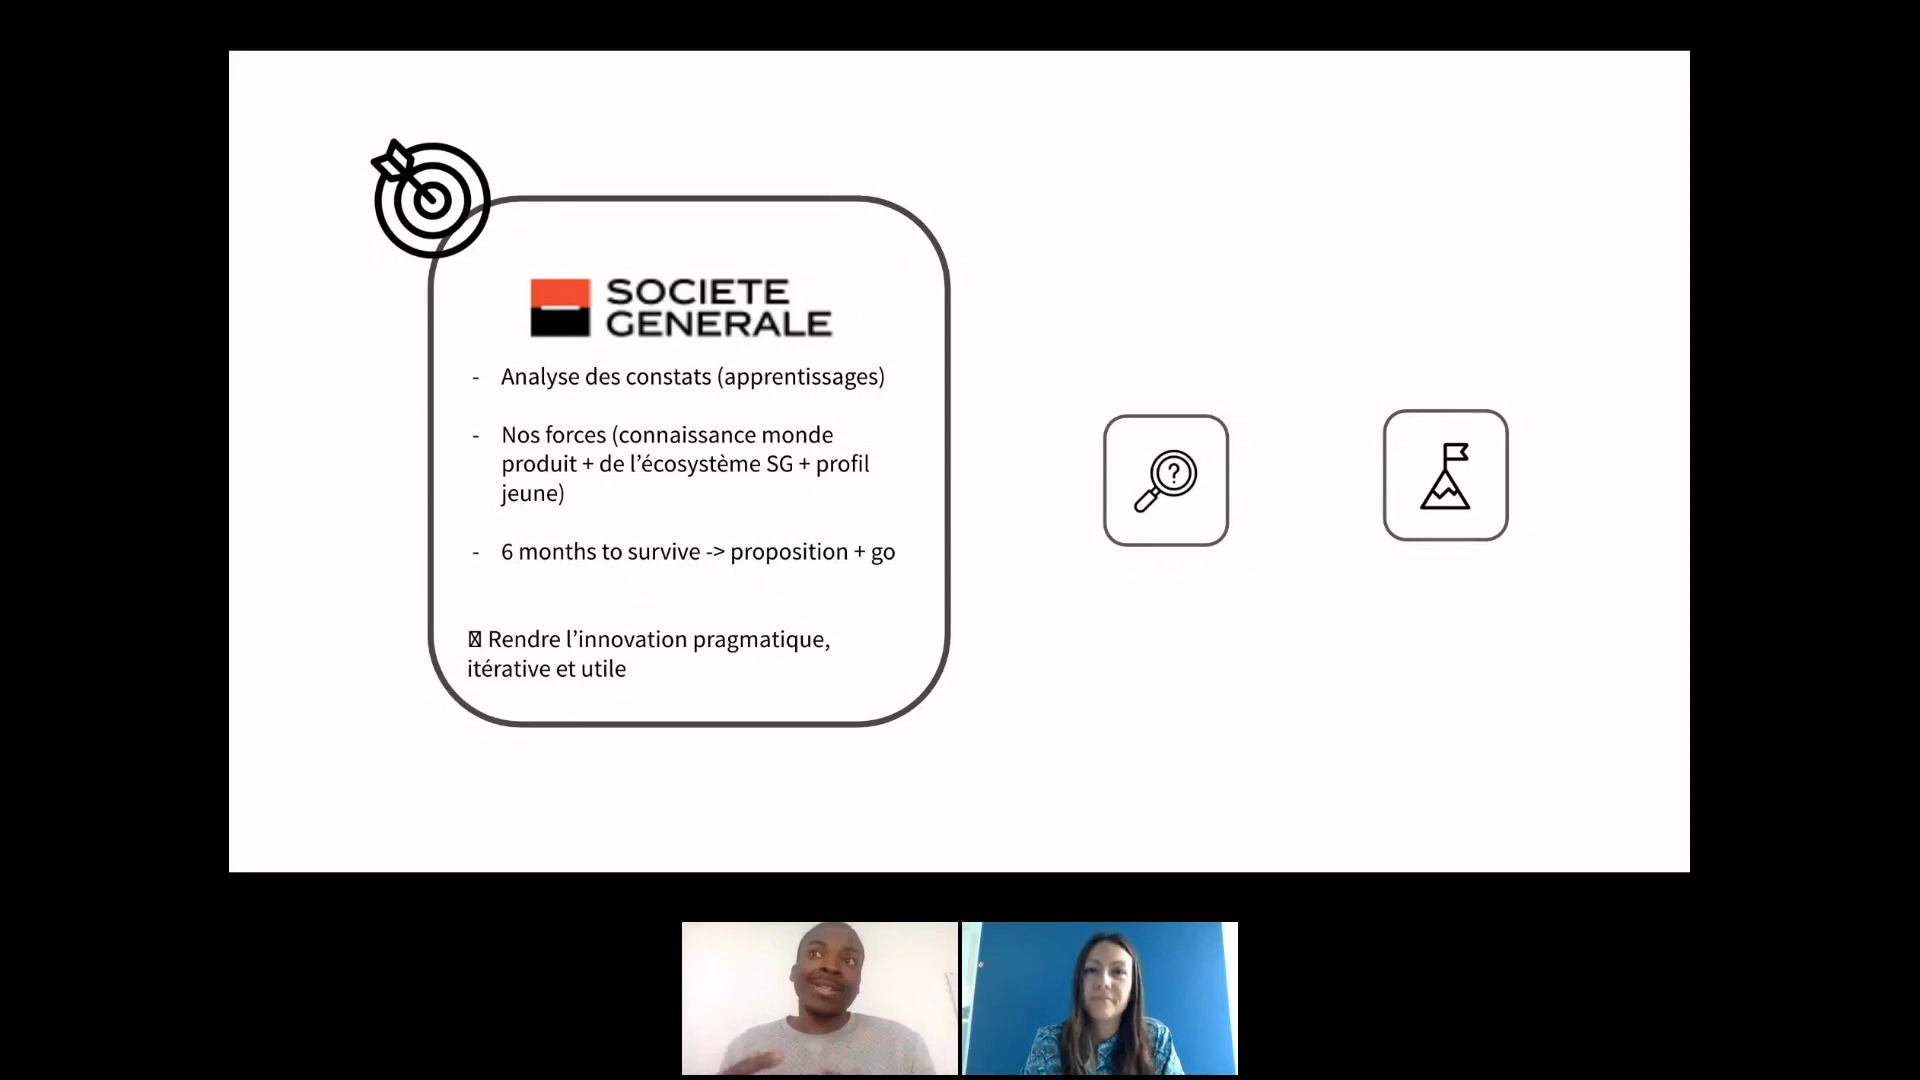 SOCIETE
GENERALE
- Analyse des constats (apprentissages)
- Nos forces (connaissance monde
produit + de l’écosystème SG + profil
jeune)
- 6 months to survive -> proposition + go
Rendre l’innovation pragmatique,
itérative et utile
?